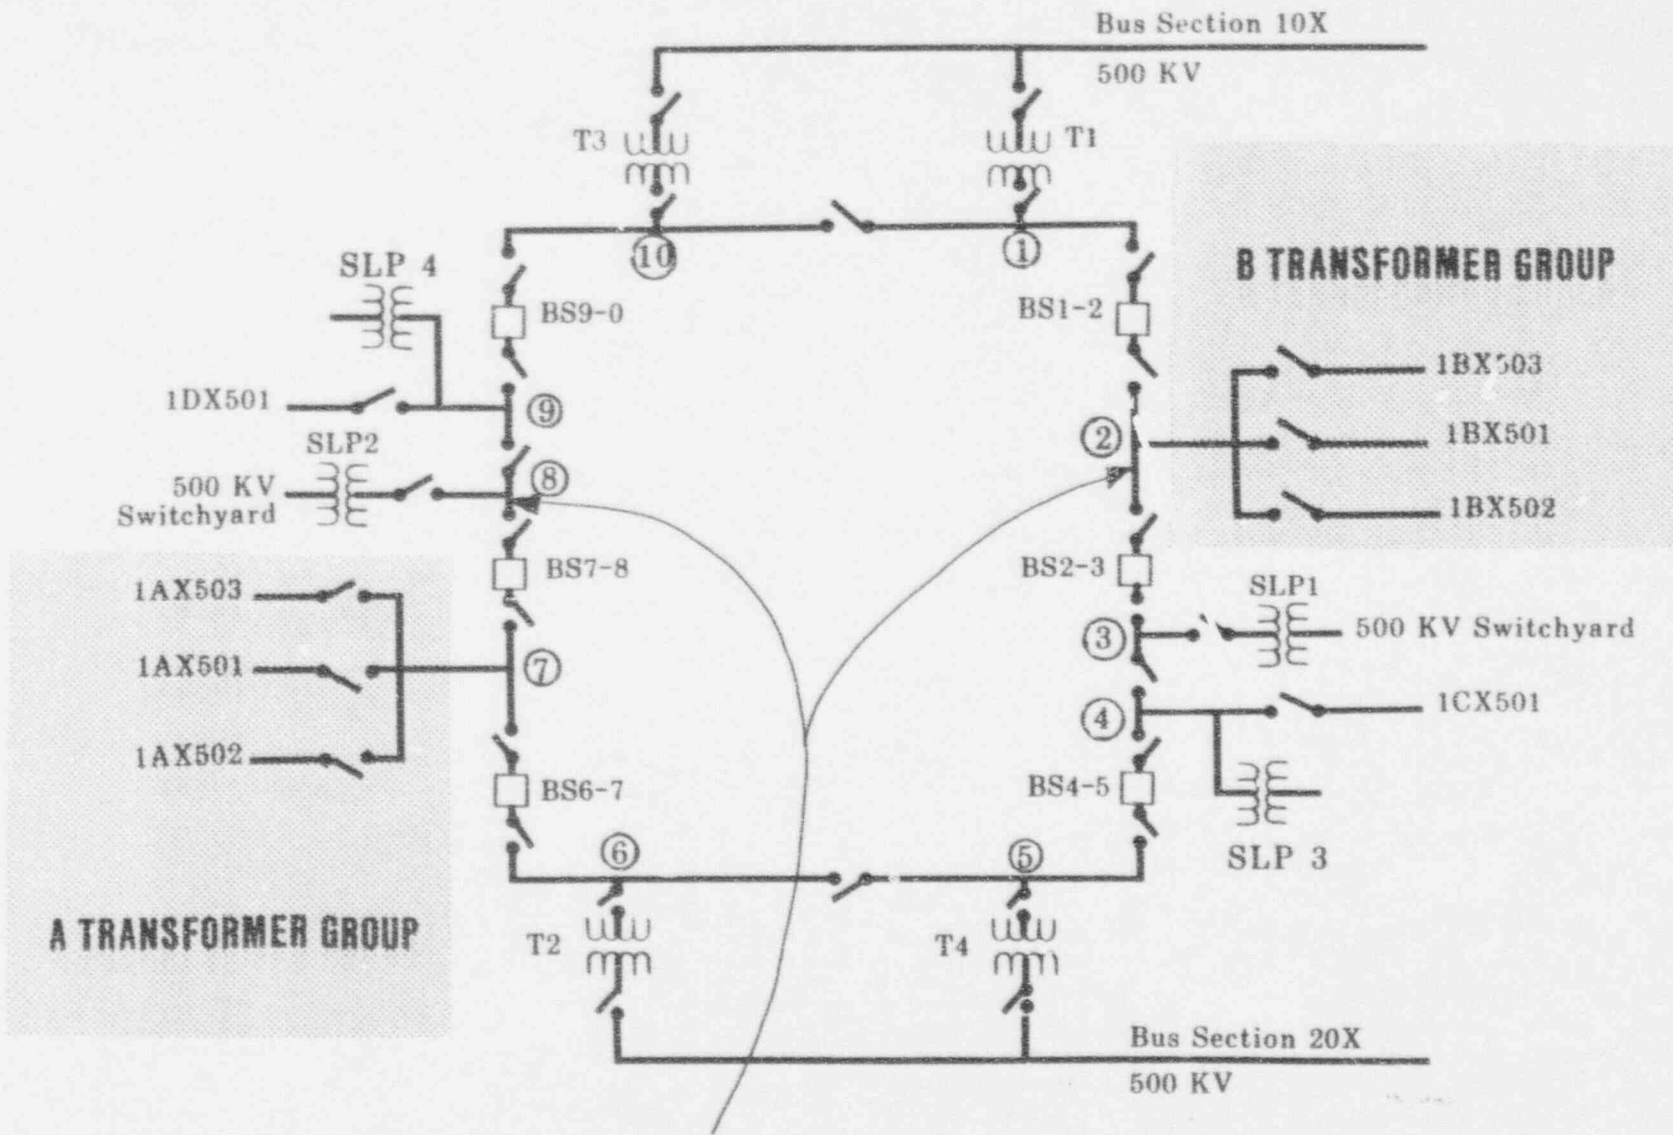 Bus Section 10X
500 KV
T3
T1
10
1
B TRANSFORMER GROUP
SLP 4
BS9-0
BS1-2
1BX503
1DX501
9
SLP2
2
1BX501
500 KV
Switchyard
8
1BX502
1AX503
BS7-8
BS2-3
SLP1
3
500 KV Switchyard
1AX501
7
4
1CX501
1AX502
BS6-7
BS4-5
6
5
SLP 3
A TRANSFORMER GROUP
T2
T4
Bus Section 20X
500 KV